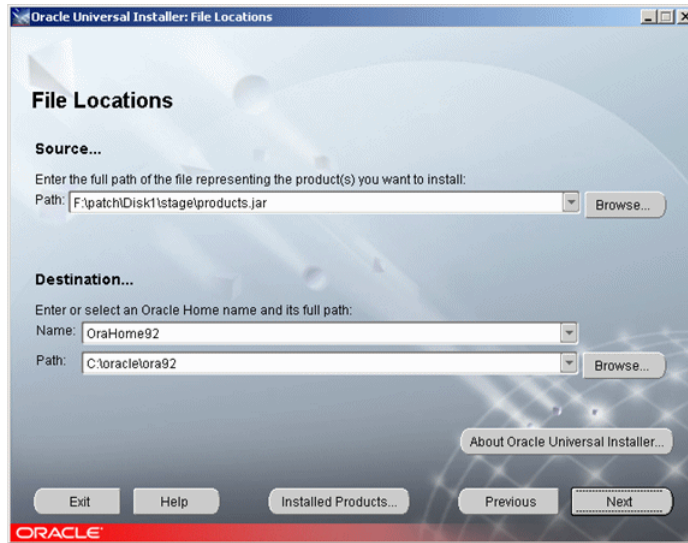 Oracle Universal Installer: File Locations
File Locations
Source...
Enter the full path of the file representing the product(s) you want to install:
Path: F:\patch\Disk1\stage\products.jar Browse...
Destination...
Enter or select an Oracle Home name and its full path:
Name: OraHome92
Path: C:\oracle\ora92 Browse...
About Oracle Universal Installer...
Exit Help Installed Products... Previous Next
ORACLE